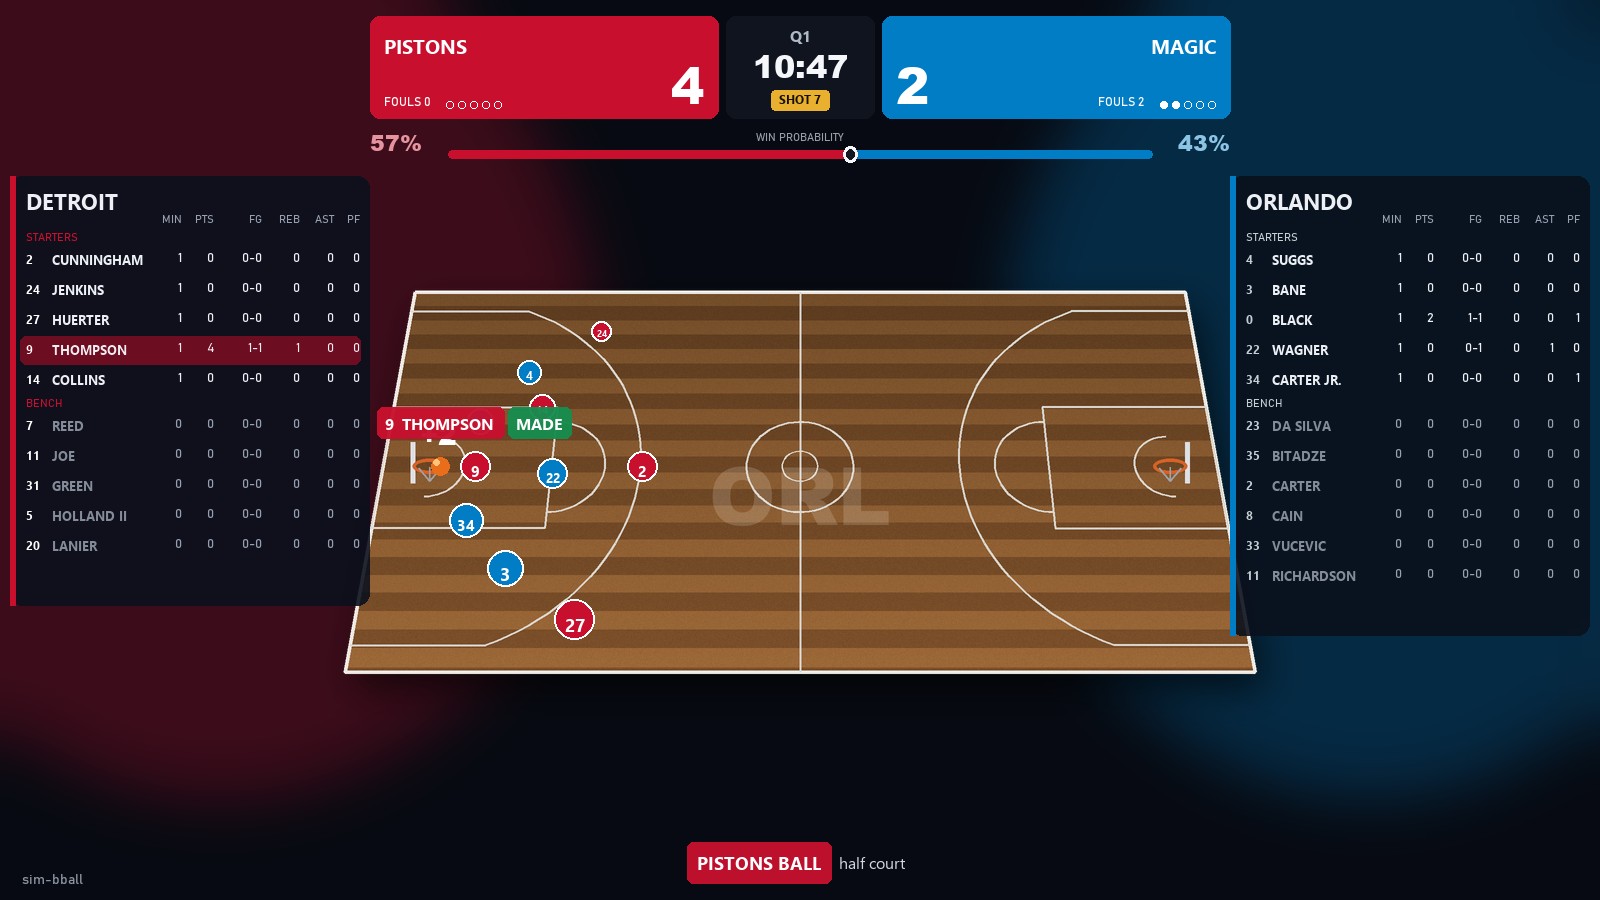 PISTONS
4
FOULS 0
Q1
10:47
SHOT 7
MAGIC
2
FOULS 2
57%
WIN PROBABILITY
43%
DETROIT
MIN PTS FG REB AST PF
STARTERS
2 CUNNINGHAM 1 0 0-0 0 0 0
24 JENKINS 1 0 0-0 0 0 0
27 HUERTER 1 0 0-0 0 0 0
9 THOMPSON 1 4 1-1 1 0 0
14 COLLINS 1 0 0-0 0 0 0
BENCH
7 REED 0 0 0-0 0 0 0
11 JOE 0 0 0-0 0 0 0
31 GREEN 0 0 0-0 0 0 0
5 HOLLAND II 0 0 0-0 0 0 0
20 LANIER 0 0 0-0 0 0 0
ORLANDO
MIN PTS FG REB AST PF
STARTERS
4 SUGGS 1 0 0-0 0 0 0
3 BANE 1 0 0-0 0 0 0
0 BLACK 1 2 1-1 0 0 1
22 WAGNER 1 0 0-1 0 1 0
34 CARTER JR. 1 0 0-0 0 0 1
BENCH
23 DA SILVA 0 0 0-0 0 0 0
35 BITADZE 0 0 0-0 0 0 0
2 CARTER 0 0 0-0 0 0 0
8 CAIN 0 0 0-0 0 0 0
33 VUCEVIC 0 0 0-0 0 0 0
11 RICHARDSON 0 0 0-0 0 0 0
24
4
9 THOMPSON MADE
9
22
2
ORL
34
3
27
PISTONS BALL half court
sim-bball